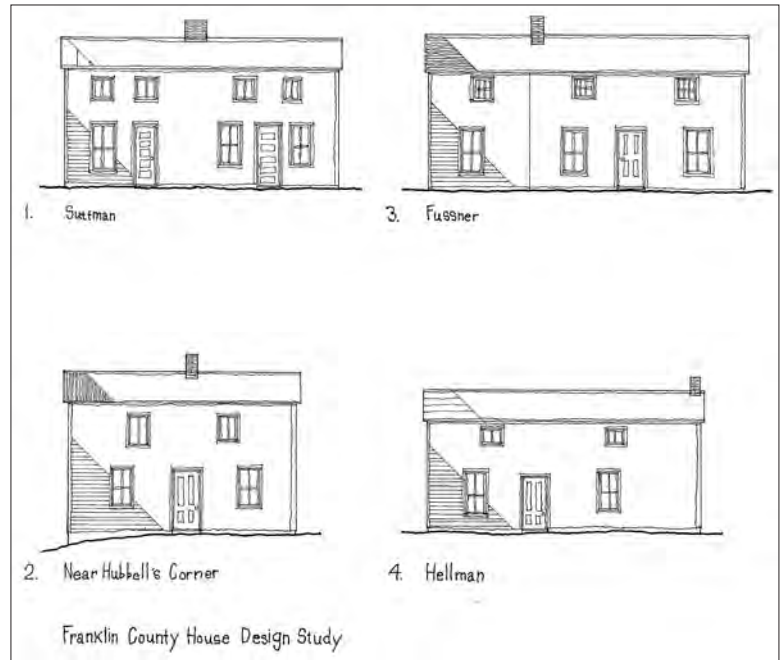 1. Suttman
3. Fussner
2. Near Hubbell's Corner
4. Hellman
Franklin County House Design Study